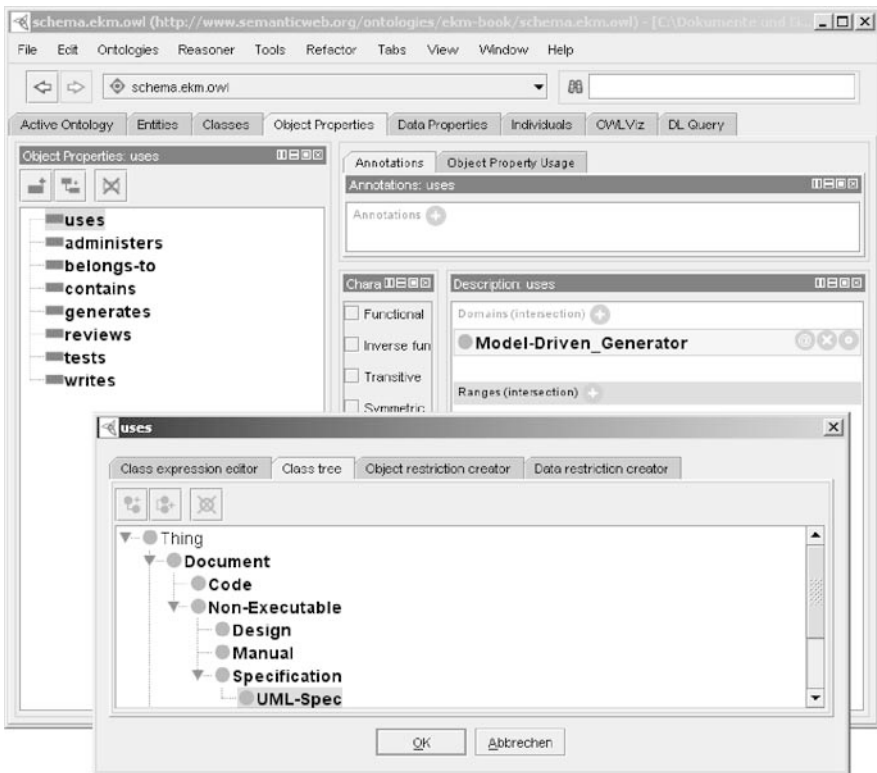 schema.ekm.owl (http://www.semanticweb.org/ontologies/ekm-book/schema.ekm.owl) - [C:\Dokumente und
File Edit Ontologies Reasoner Tools Refactor Tabs View Window Help
schema.ekm.owl
Active Ontology Entities Classes Object Properties Data Properties Individuals OWLViz DL Query
Object Properties: uses
Annotations Object Property Usage
Annotations: uses
Annotations
uses
administers
belongs-to
contains
generates
reviews
tests
writes
Chara
Functional
Inverse fun
Transitive
Symmetric
Description: uses
Domains (intersection)
Model-Driven_Generator
Ranges (intersection)
uses
Class expression editor Class tree Object restriction creator Data restriction creator
Thing
Document
Code
Non-Executable
Design
Manual
Specification
UML-Spec
OK Abbrechen